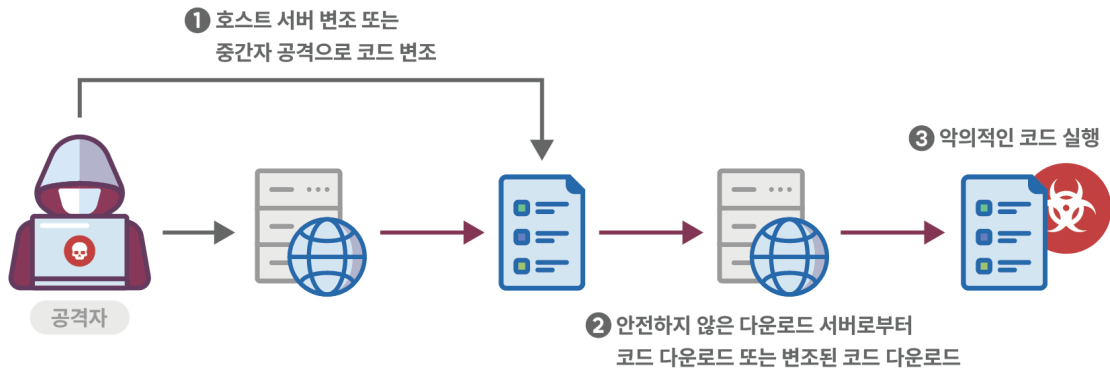 ❶ 호스트 서버 변조 또는
중간자 공격으로 코드 변조
❸ 악의적인 코드 실행
공격자
❷ 안전하지 않은 다운로드 서버로부터
코드 다운로드 또는 변조된 코드 다운로드